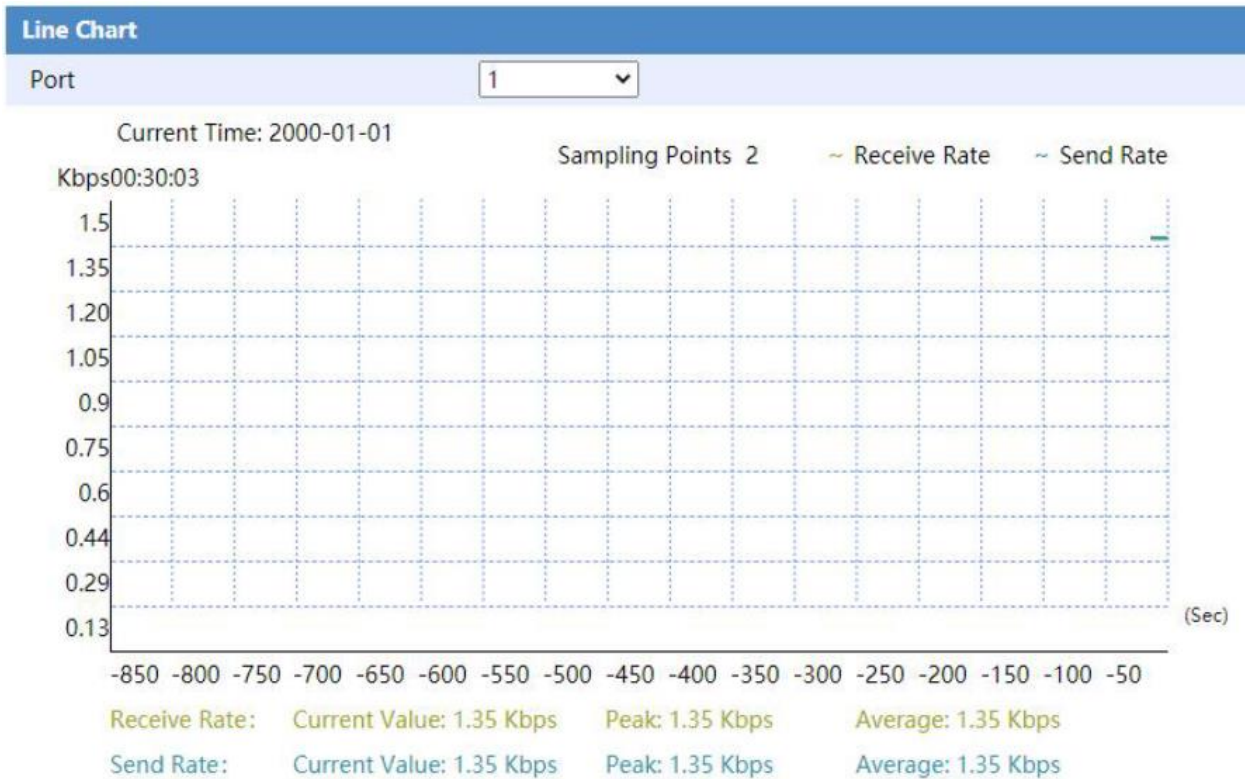 Line Chart
Port 1
Current Time: 2000-01-01
Sampling Points 2 ~ Receive Rate ~ Send Rate
Kbps00:30:03
1.5
1.35
1.20
1.05
0.9
0.75
0.6
0.44
0.29
0.13
(Sec)
-850 -800 -750 -700 -650 -600 -550 -500 -450 -400 -350 -300 -250 -200 -150 -100 -50
Receive Rate: Current Value: 1.35 Kbps Peak: 1.35 Kbps Average: 1.35 Kbps
Send Rate: Current Value: 1.35 Kbps Peak: 1.35 Kbps Average: 1.35 Kbps